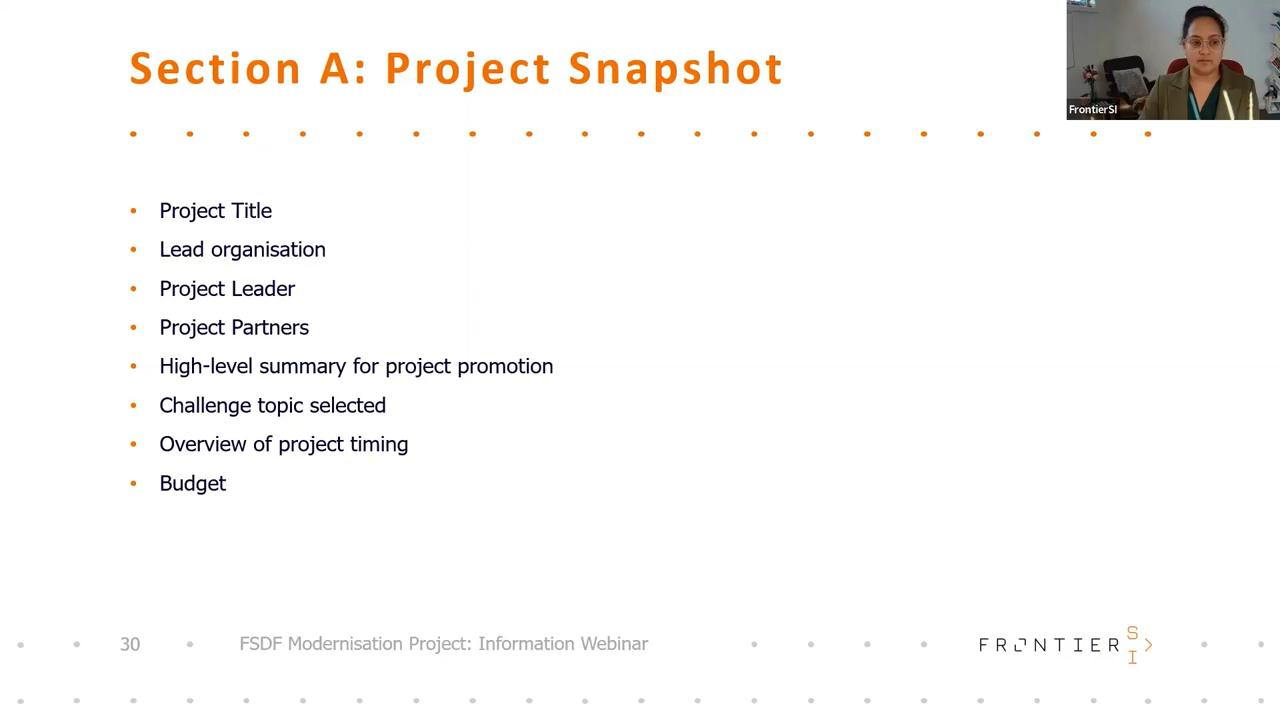 Section A: Project Snapshot
FrontierSI
• Project Title
• Lead organisation
• Project Leader
• Project Partners
• High-level summary for project promotion
• Challenge topic selected
• Overview of project timing
• Budget
30
FSDF Modernisation Project: Information Webinar
FRONTIER SI